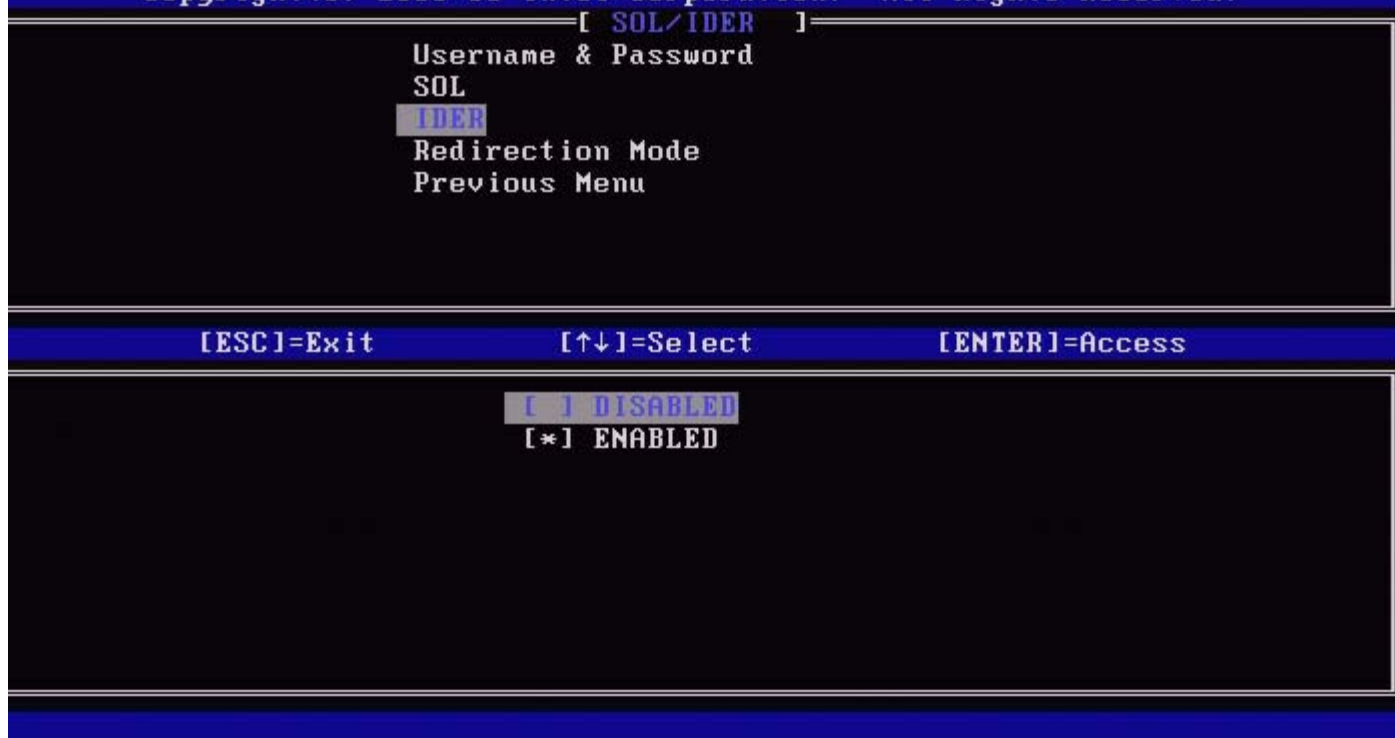 [ SOL/IDER ]
Username & Password
SOL
IDER
Redirection Mode
Previous Menu
[ESC]=Exit [↑↓]=Select [ENTER]=Access
[ ] DISABLED
[*] ENABLED